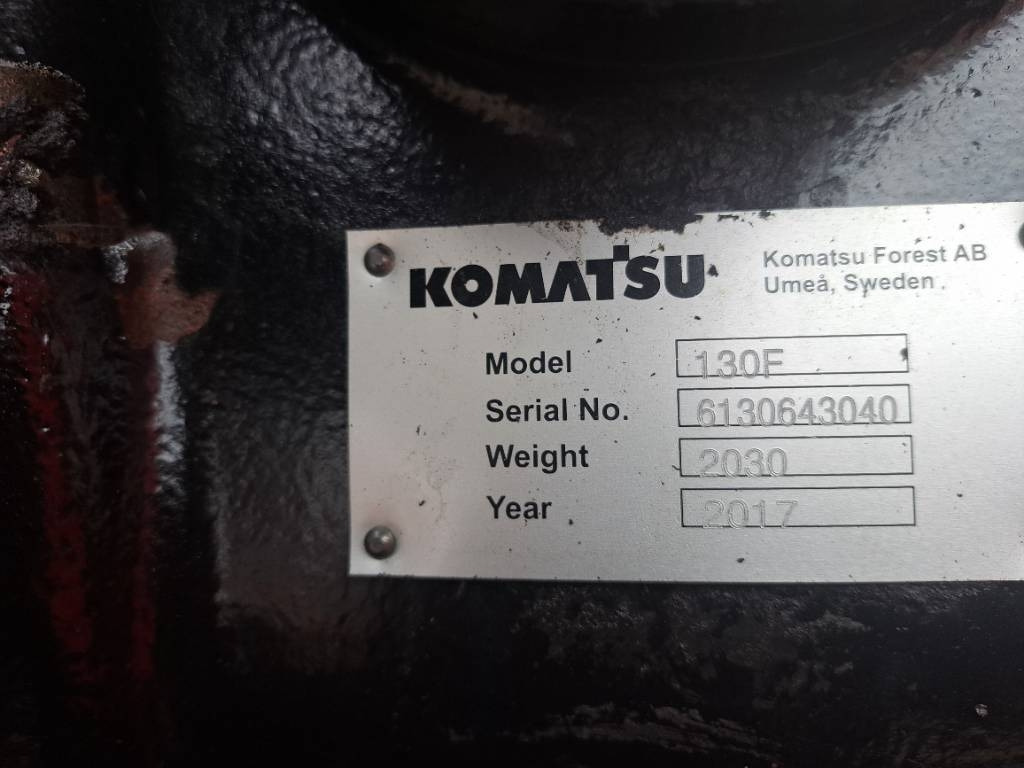 KOMATSU
Komatsu Forest AB
Umeå, Sweden
Model 130F
Serial No. 6130643040
Weight 2030
Year 2017